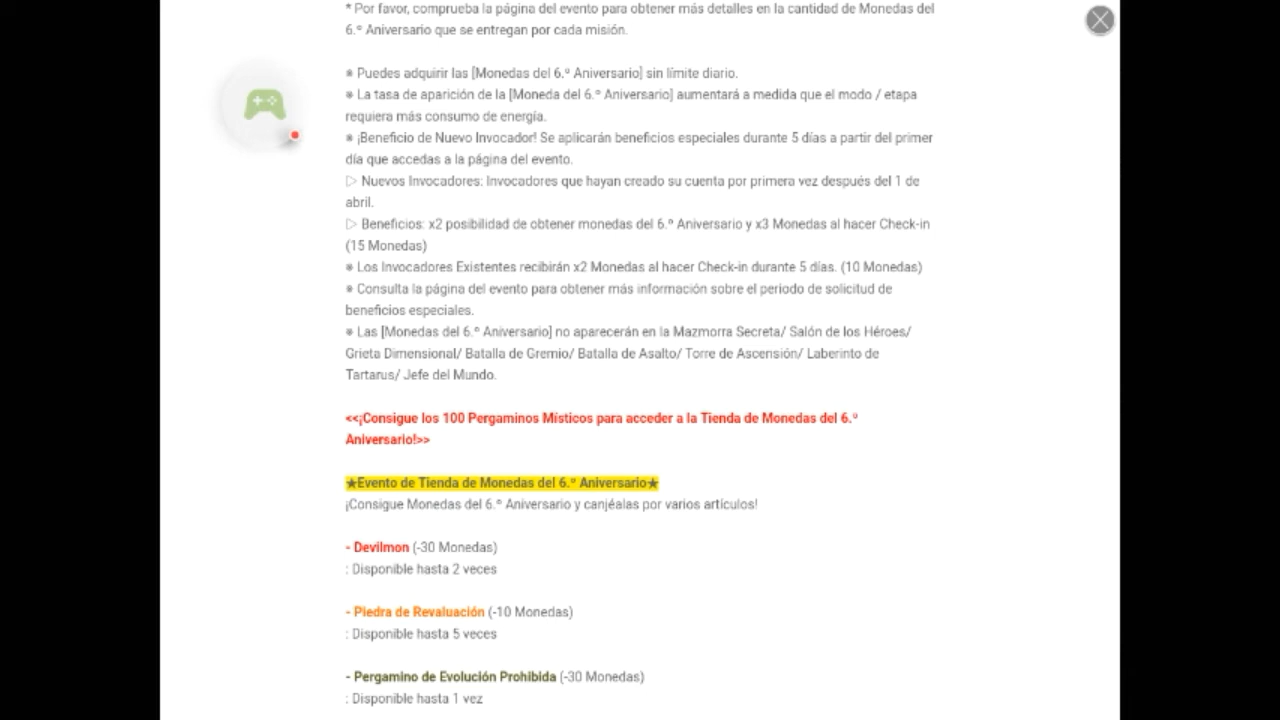 * Por favor, comprueba la página del evento para obtener más detalles en la cantidad de Monedas del
6.º Aniversario que se entregan por cada misión.
※ Puedes adquirir las [Monedas del 6.º Aniversario] sin límite diario.
※ La tasa de aparición de la [Moneda del 6.º Aniversario] aumentará a medida que el modo / etapa
requiera más consumo de energía.
※ ¡Beneficio de Nuevo Invocador! Se aplicarán beneficios especiales durante 5 días a partir del primer
día que accedas a la página del evento.
▷ Nuevos Invocadores: Invocadores que hayan creado su cuenta por primera vez después del 1 de
abril.
▷ Beneficios: x2 posibilidad de obtener monedas del 6.º Aniversario y x3 Monedas al hacer Check-in
(15 Monedas)
※ Los Invocadores Existentes recibirán x2 Monedas al hacer Check-in durante 5 días. (10 Monedas)
※ Consulta la página del evento para obtener más información sobre el periodo de solicitud de
beneficios especiales.
※ Las [Monedas del 6.º Aniversario] no aparecerán en la Mazmorra Secreta/ Salón de los Héroes/
Grieta Dimensional/ Batalla de Gremio/ Batalla de Asalto/ Torre de Ascensión/ Laberinto de
Tartarus/ Jefe del Mundo.
<<¡Consigue los 100 Pergaminos Místicos para acceder a la Tienda de Monedas del 6.º
Aniversario!>>
★Evento de Tienda de Monedas del 6.º Aniversario★
¡Consigue Monedas del 6.º Aniversario y canjéalas por varios artículos!
- Devilmon (-30 Monedas)
: Disponible hasta 2 veces
- Piedra de Revaluación (-10 Monedas)
: Disponible hasta 5 veces
- Pergamino de Evolución Prohibida (-30 Monedas)
: Disponible hasta 1 vez